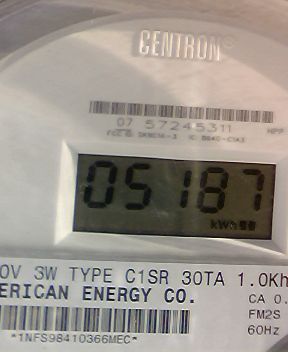 CENTRON®
07 57245311
HPP
05187
kWh
0V 3W TYPE C1SR 30TA 1.0Kh
ERICAN ENERGY CO.
CA 0.
FM2S
60Hz
*1NFS98410366MEC*